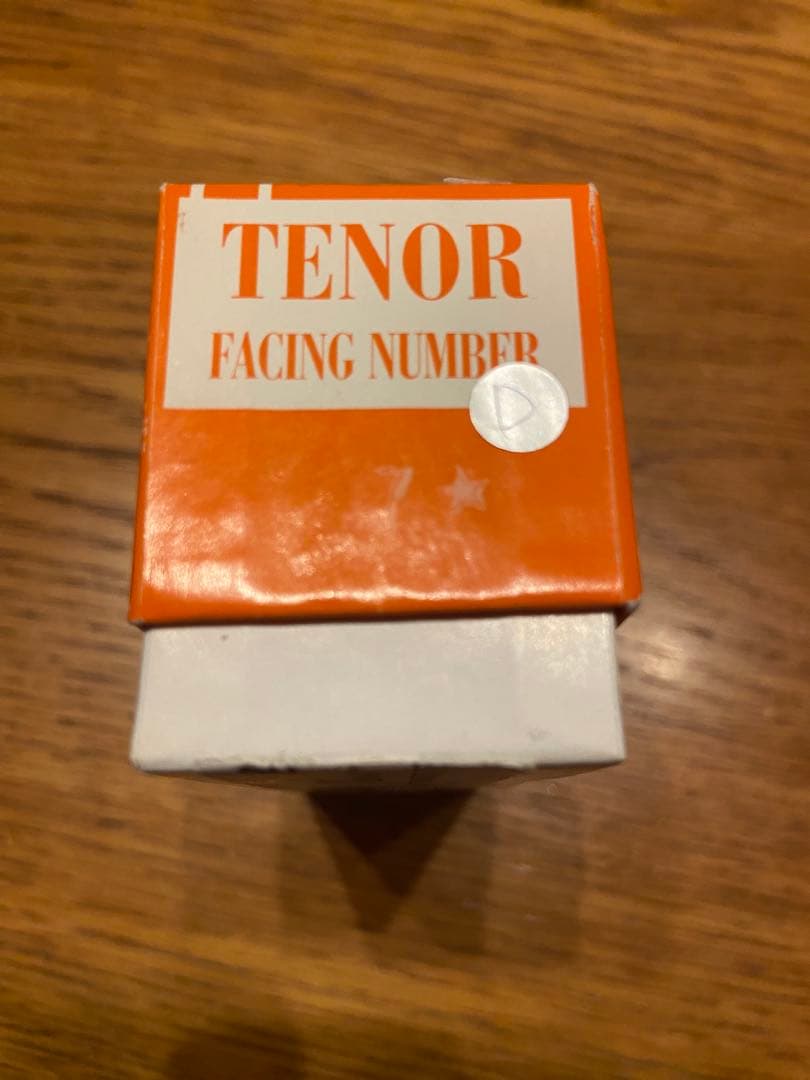 TENOR
FACING NUMBER
D
7 ★